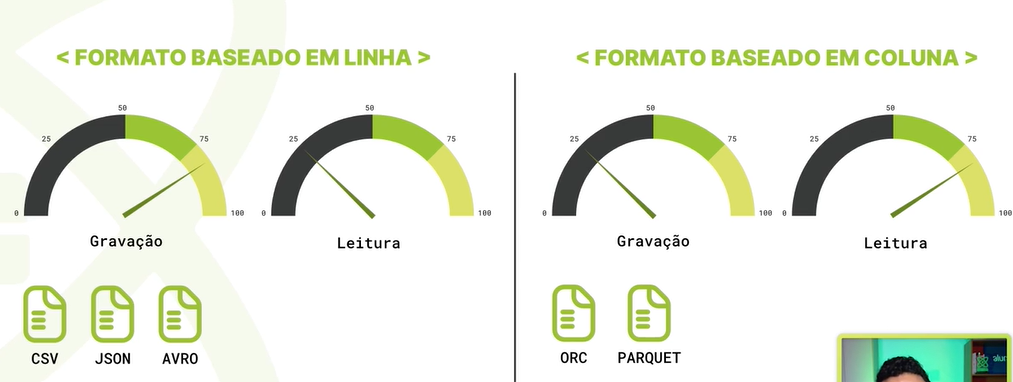 < FORMATO BASEADO EM LINHA >
50
25
75
0
100
Gravação
50
25
75
0
100
Leitura
CSV
JSON
AVRO
< FORMATO BASEADO EM COLUNA >
50
25
75
0
100
Gravação
50
25
75
0
100
Leitura
ORC
PARQUET
alur